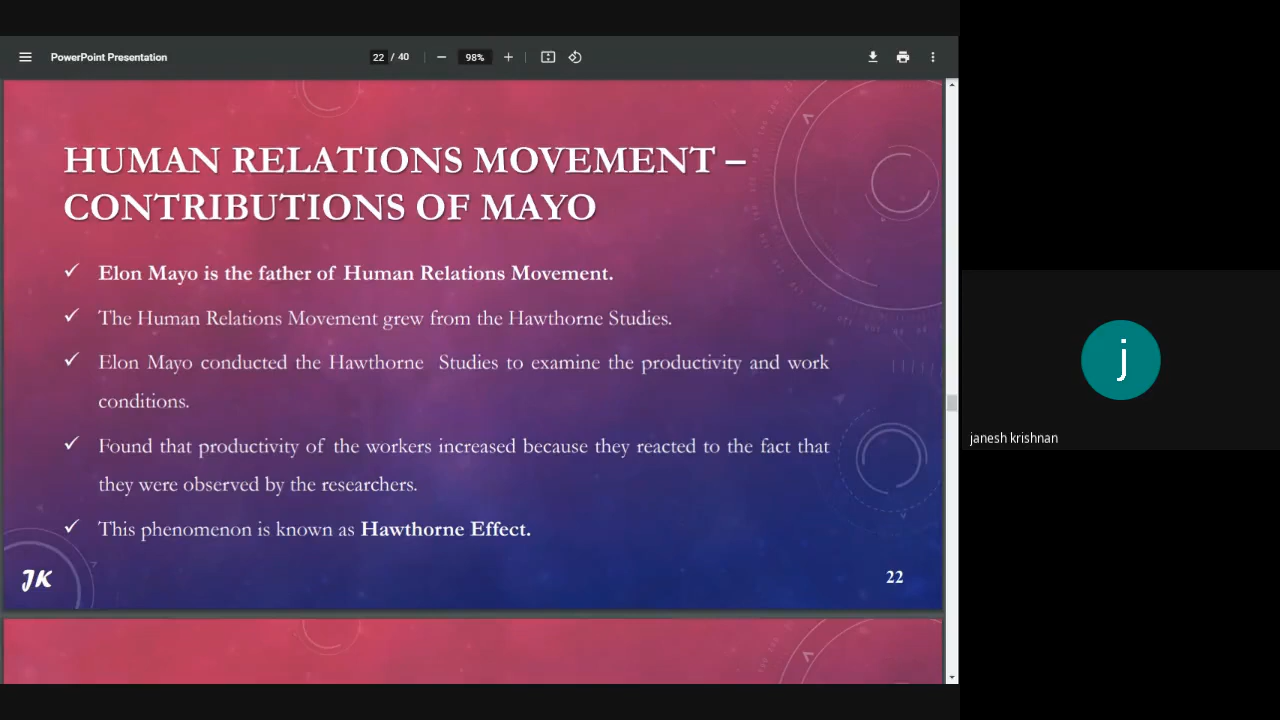 PowerPoint Presentation
22 / 40
98%
HUMAN RELATIONS MOVEMENT –
CONTRIBUTIONS OF MAYO
✓ Elon Mayo is the father of Human Relations Movement.
✓ The Human Relations Movement grew from the Hawthorne Studies.
✓ Elon Mayo conducted the Hawthorne Studies to examine the productivity and work
conditions.
✓ Found that productivity of the workers increased because they reacted to the fact that
they were observed by the researchers.
✓ This phenomenon is known as Hawthorne Effect.
JK
22
j
janesh krishnan